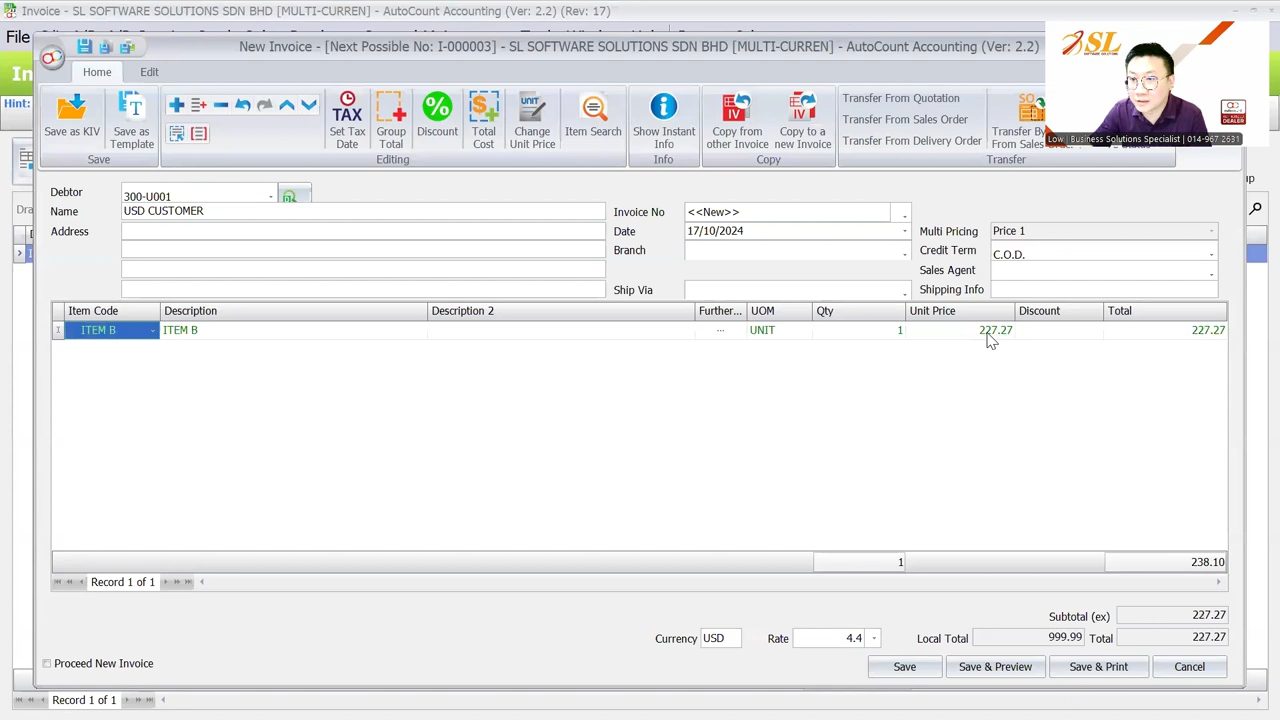 Invoice - SL SOFTWARE SOLUTIONS SDN BHD [MULTI-CURREN] - AutoCount Accounting (Ver: 2.2) (Rev: 17)
File
New Invoice - [Next Possible No: I-000006] - SL SOFTWARE SOLUTIONS SDN BHD [MULTI-CURREN] - AutoCount Accounting (Ver: 2.2)
SL
SOFTWARE SOLUTIONS
Home Edit
In
Hint:
Save as KIV
Save as Template
Save
Set Tax Date
Group Total
Discount
Total Cost
Change Unit Price
Item Search
Editing
Show Instant Info
Info
Copy from other Invoice
Copy to a new Invoice
Copy
Transfer From Quotation
Transfer From Sales Order
Transfer From Delivery Order
Transfer
Low | Business Solutions Specialist | 014-967 2631
Debtor 300-U001
Name USD CUSTOMER
Address
Invoice No <<New>>
Date 17/10/2024
Branch
Ship Via
Multi Pricing Price 1
Credit Term C.O.D.
Sales Agent
Shipping Info
Item Code Description Description 2 Further... UOM Qty Unit Price Discount Total
ITEM B ITEM B ... UNIT 1 227.27 227.27
1 238.10
Record 1 of 1
Subtotal (ex) 227.27
Currency USD Rate 4.4 Local Total 999.99 Total 227.27
Proceed New Invoice
Save Save & Preview Save & Print Cancel
Record 1 of 1